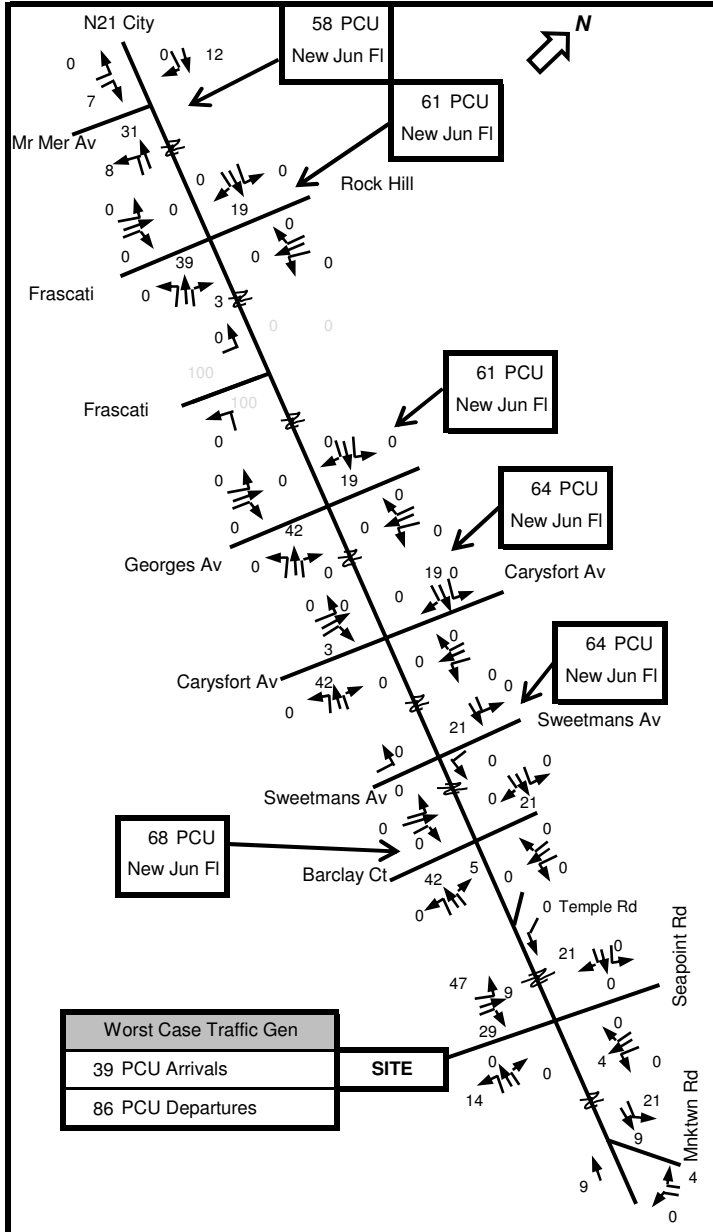 N21 City
58 PCU
New Jun Fl
N
0
0
12
7
Mr Mer Av
31
8
61 PCU
New Jun Fl
0
0
Rock Hill
0
0
19
0
0
39
0
Frascati
0
3
0
0
0
100
Frascati
100
0
61 PCU
New Jun Fl
0
0
0
0
19
0
0
42
0
0
Georges Av
0
0
64 PCU
New Jun Fl
19 0
0
Carysfort Av
0 0
0
3
0
0
Carysfort Av
42
0
0
0
0
64 PCU
New Jun Fl
21
Sweetmans Av
0
0
0
Sweetmans Av
0
0
21
0
0
0
68 PCU
New Jun Fl
Barclay Ct
5
0
0
42
0
0 Temple Rd
21
0
Seapoint Rd
47
9
0
29
Worst Case Traffic Gen
39 PCU Arrivals
86 PCU Departures
SITE
0
0
14
0
4
0
21
9
Mnktwn Rd
9
4
0